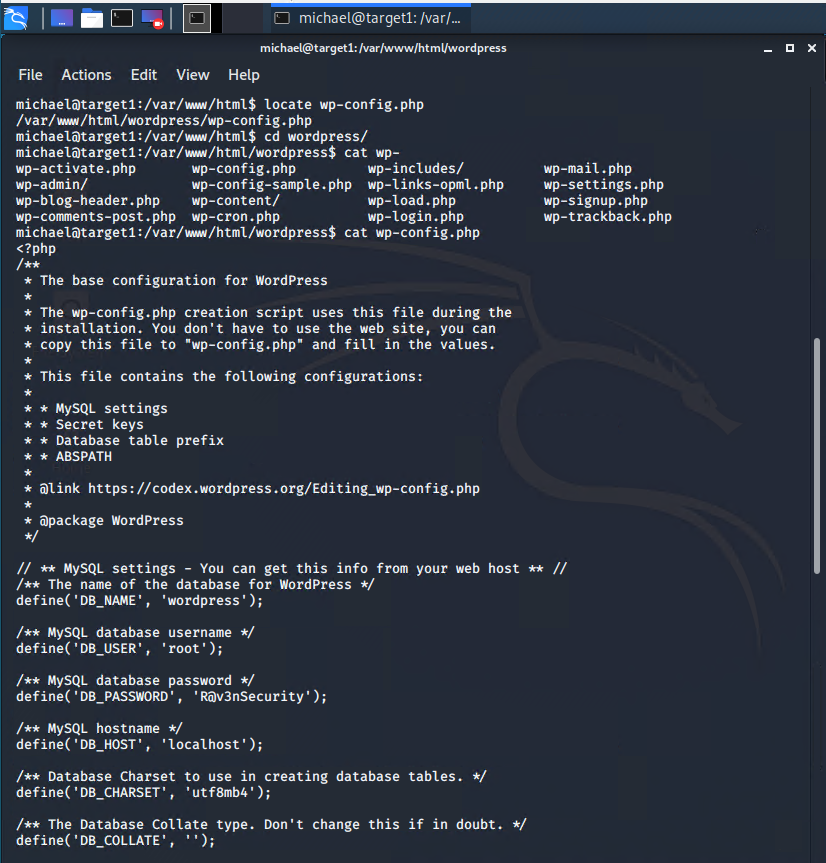 michael@target1: /var/...
michael@target1:/var/www/html/wordpress
File Actions Edit View Help
michael@target1:/var/www/html$ locate wp-config.php
/var/www/html/wordpress/wp-config.php
michael@target1:/var/www/html$ cd wordpress/
michael@target1:/var/www/html/wordpress$ cat wp-
wp-activate.php wp-config.php wp-includes/ wp-mail.php
wp-admin/ wp-config-sample.php wp-links-opml.php wp-settings.php
wp-blog-header.php wp-content/ wp-load.php wp-signup.php
wp-comments-post.php wp-cron.php wp-login.php wp-trackback.php
michael@target1:/var/www/html/wordpress$ cat wp-config.php
<?php
/**
 * The base configuration for WordPress
 *
 * The wp-config.php creation script uses this file during the
 * installation. You don't have to use the web site, you can
 * copy this file to "wp-config.php" and fill in the values.
 *
 * This file contains the following configurations:
 *
 * * MySQL settings
 * * Secret keys
 * * Database table prefix
 * * ABSPATH
 *
 * @link https://codex.wordpress.org/Editing_wp-config.php
 *
 * @package WordPress
 */
// ** MySQL settings - You can get this info from your web host ** //
/** The name of the database for WordPress */
define('DB_NAME', 'wordpress');
/** MySQL database username */
define('DB_USER', 'root');
/** MySQL database password */
define('DB_PASSWORD', 'R@v3nSecurity');
/** MySQL hostname */
define('DB_HOST', 'localhost');
/** Database Charset to use in creating database tables. */
define('DB_CHARSET', 'utf8mb4');
/** The Database Collate type. Don't change this if in doubt. */
define('DB_COLLATE', '');